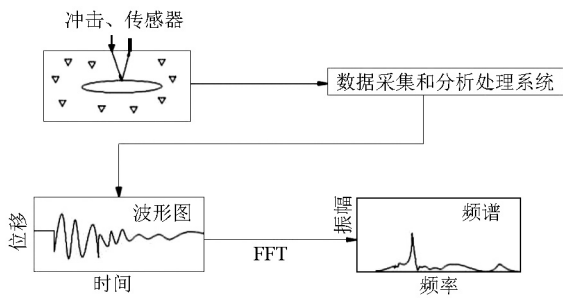 冲击、传感器
数据采集和分析处理系统
波形图
位移
时间
FFT
频谱
振幅
频率